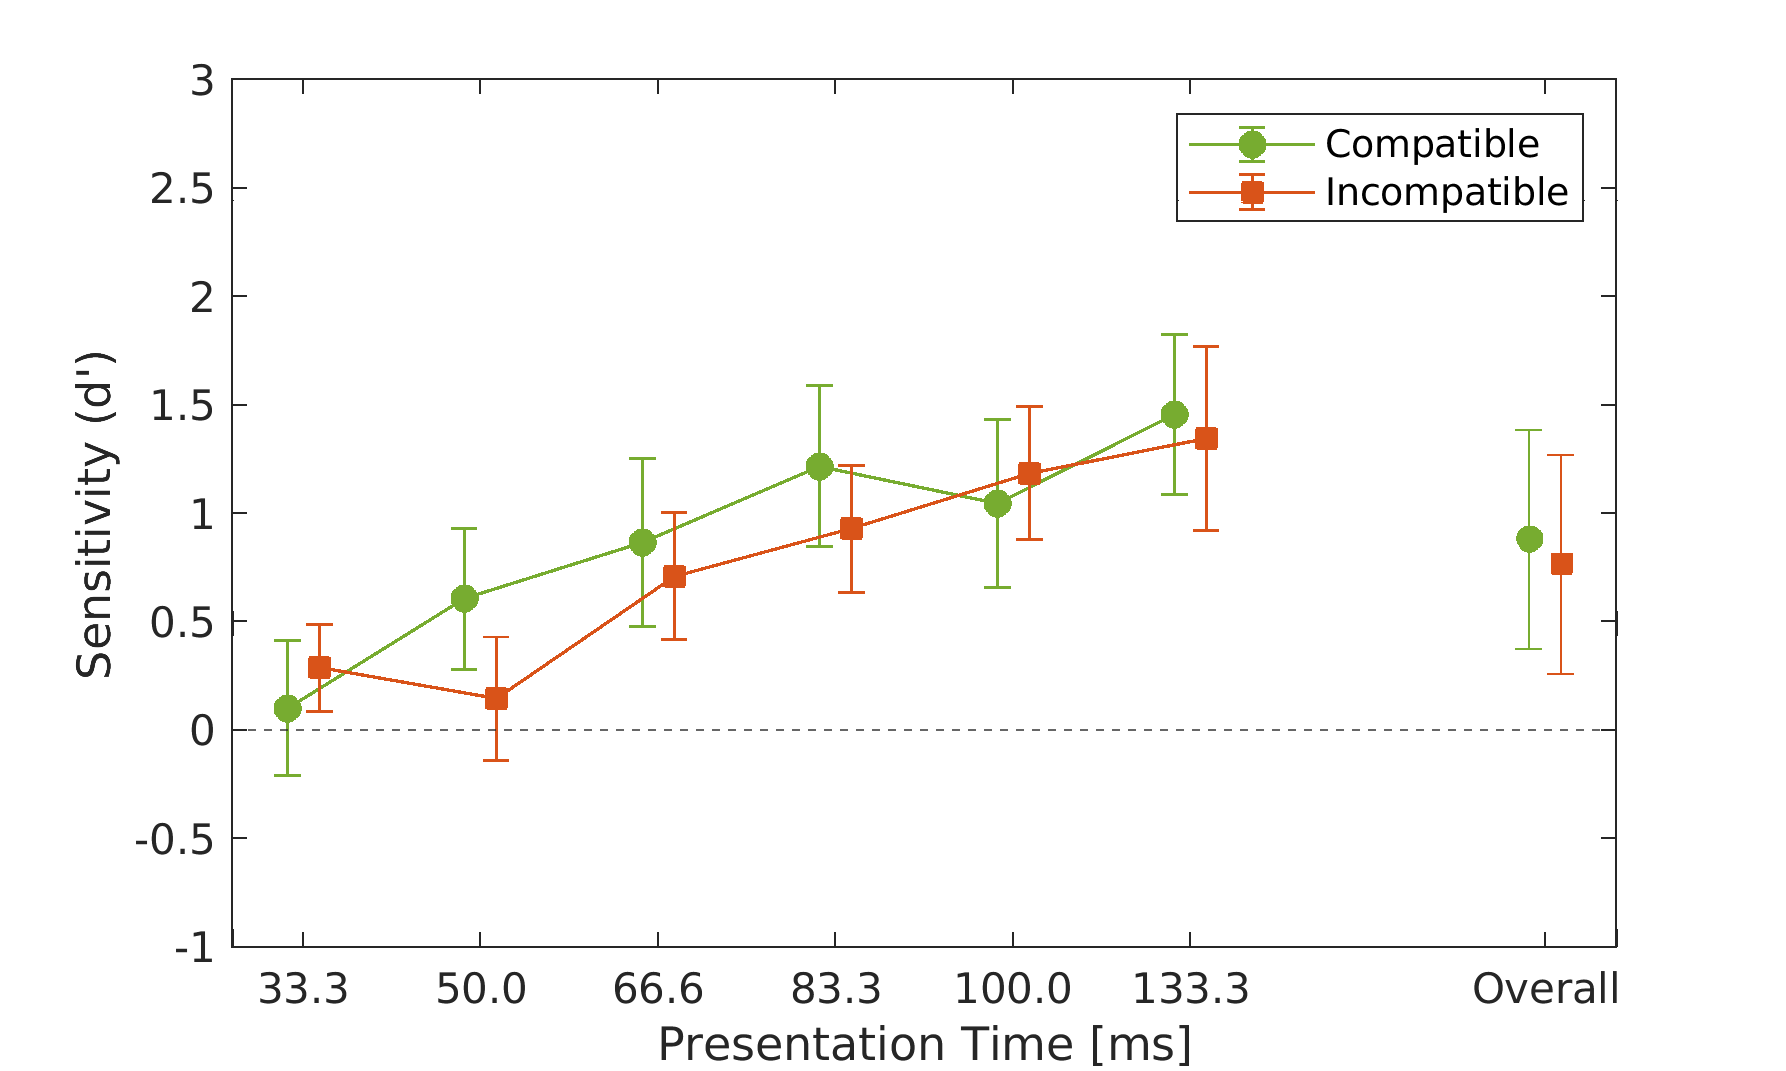 3
2.5
2
1.5
1
0.5
0
-0.5
-1
Sensitivity (d')
Compatible
Incompatible
33.3 50.0 66.6 83.3 100.0 133.3 Overall
Presentation Time [ms]